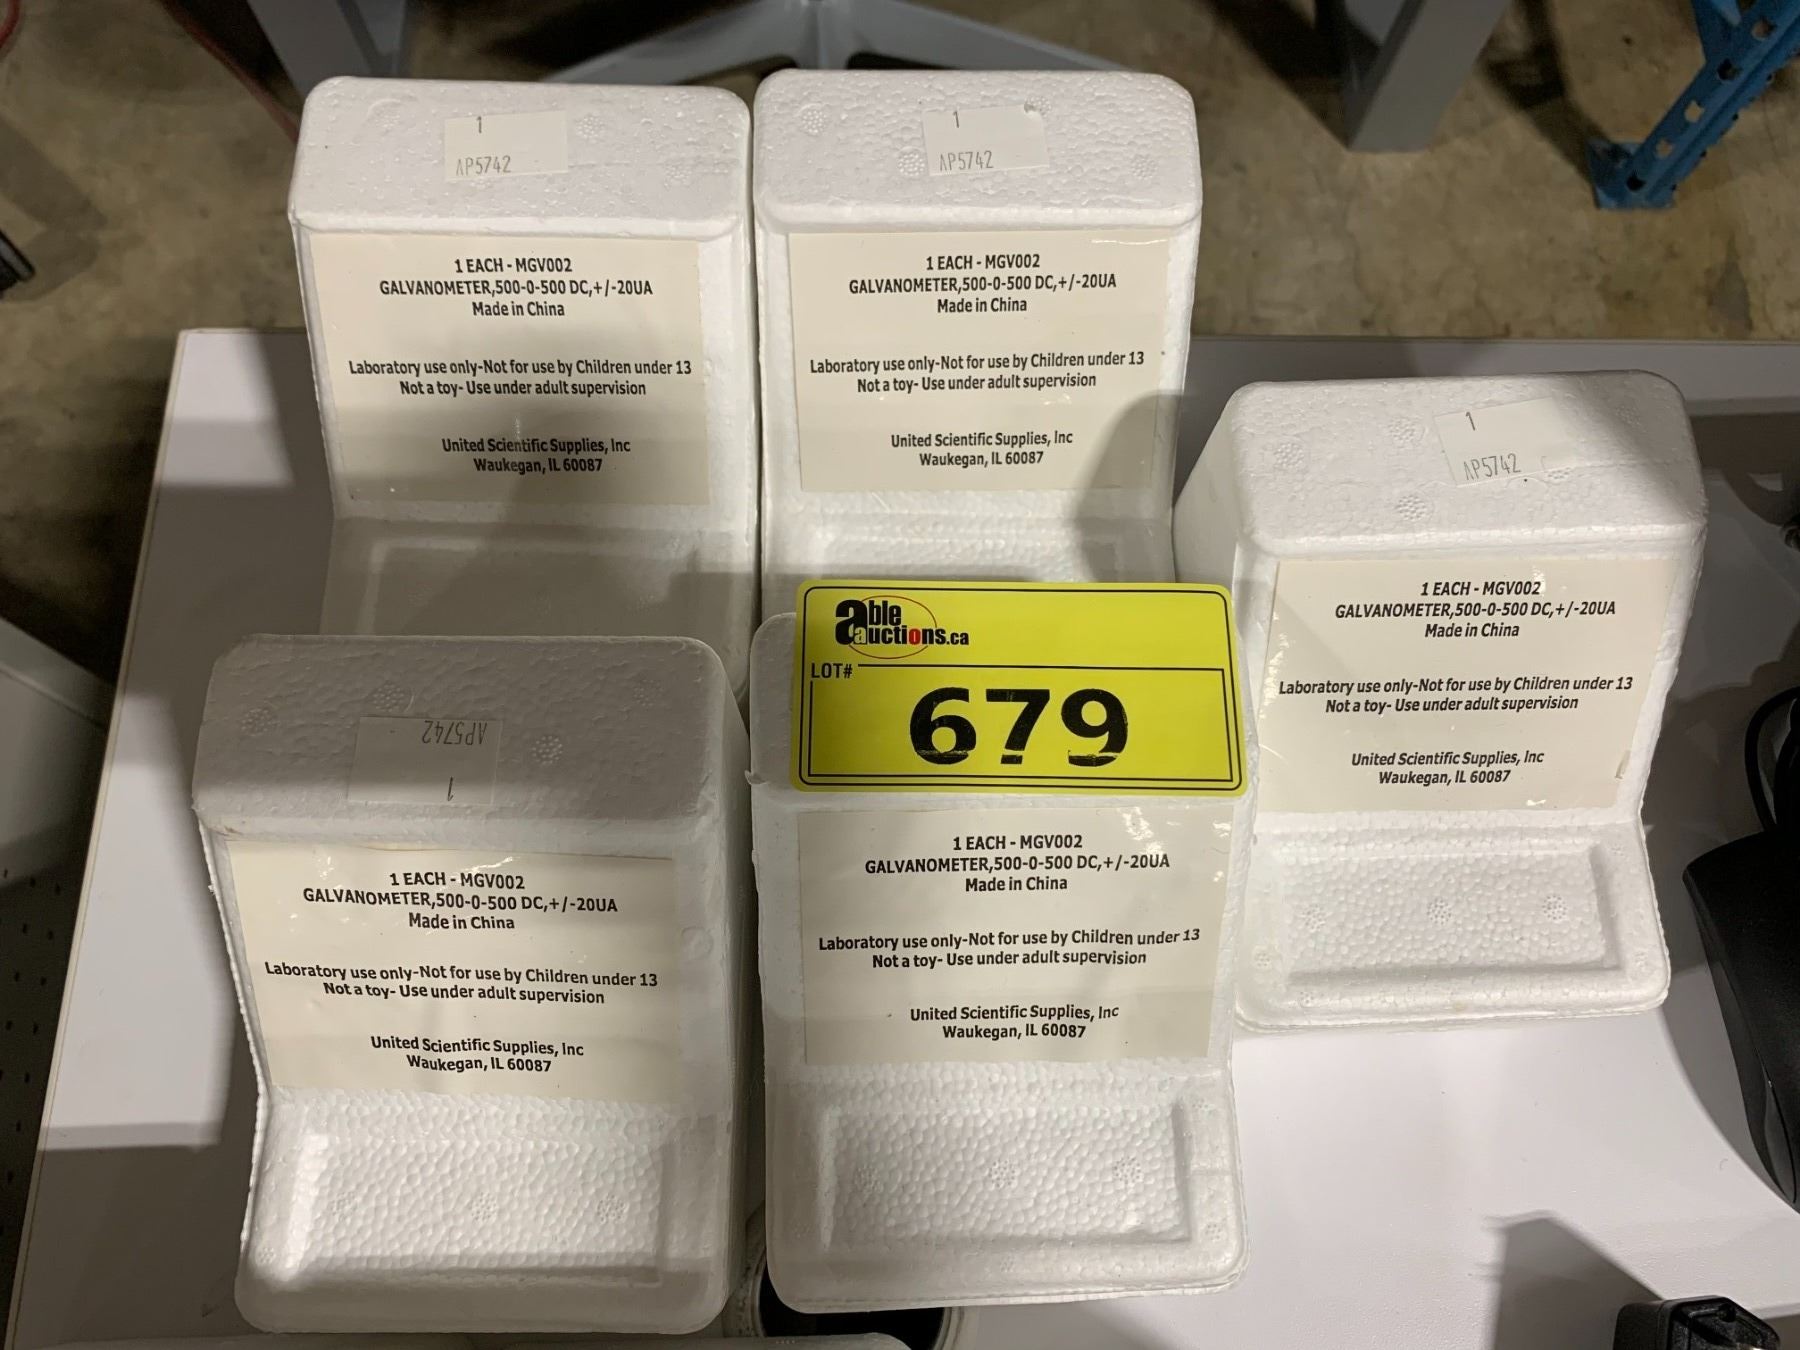 1
AP5742
1 EACH - MGV002
GALVANOMETER,500-0-500 DC,+/-20UA
Made in China
Laboratory use only-Not for use by Children under 13
Not a toy- Use under adult supervision
United Scientific Supplies, Inc
Waukegan, IL 60087
1
AP5742
1 EACH - MGV002
GALVANOMETER,500-0-500 DC,+/-20UA
Made in China
Laboratory use only-Not for use by Children under 13
Not a toy- Use under adult supervision
United Scientific Supplies, Inc
Waukegan, IL 60087
1
AP5742
1 EACH - MGV002
GALVANOMETER,500-0-500 DC,+/-20UA
Made in China
Laboratory use only-Not for use by Children under 13
Not a toy- Use under adult supervision
United Scientific Supplies, Inc
Waukegan, IL 60087
1
AP5742
1 EACH - MGV002
GALVANOMETER,500-0-500 DC,+/-20UA
Made in China
Laboratory use only-Not for use by Children under 13
Not a toy- Use under adult supervision
United Scientific Supplies, Inc
Waukegan, IL 60087
able
auctions.ca
LOT#
679
1 EACH - MGV002
GALVANOMETER,500-0-500 DC,+/-20UA
Made in China
Laboratory use only-Not for use by Children under 13
Not a toy- Use under adult supervision
United Scientific Supplies, Inc
Waukegan, IL 60087